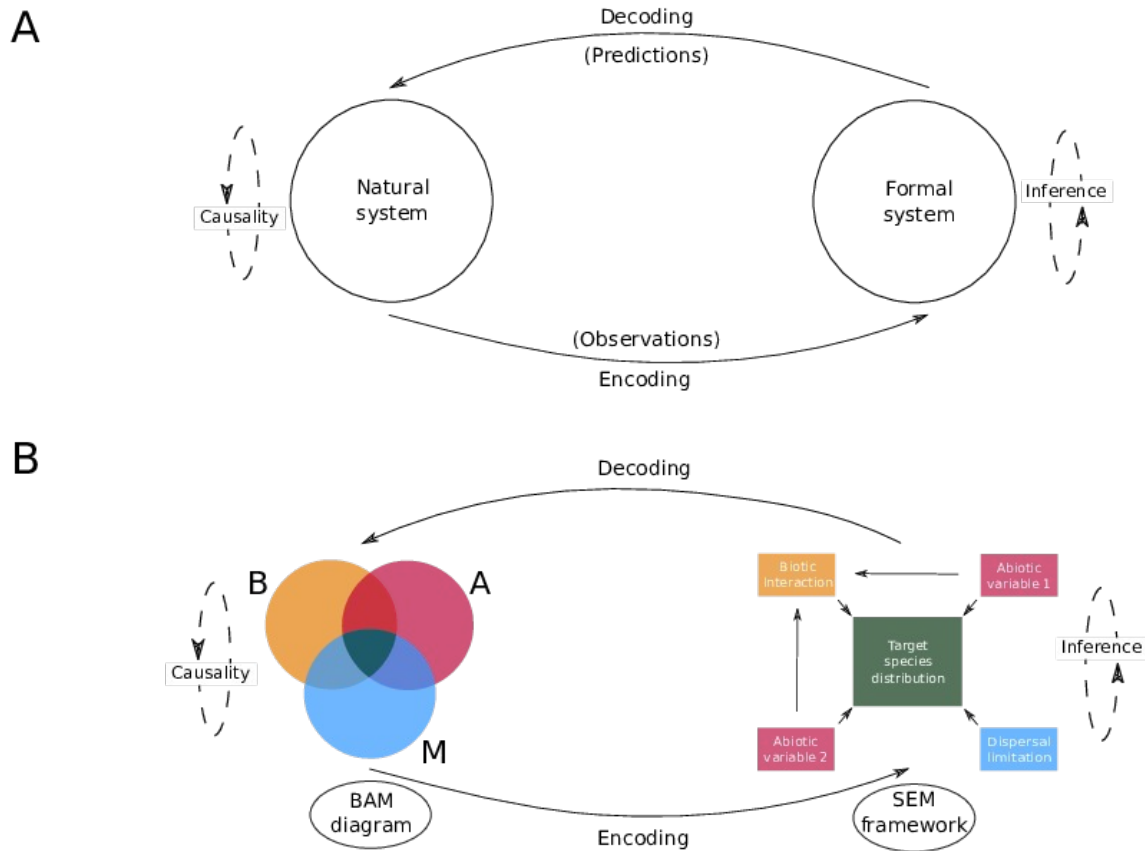 A
Decoding
(Predictions)
Natural
system
Formal
system
Causality
Inference
(Observations)
Encoding
B
Decoding
B
A
M
Causality
Biotic
Interaction
Abiotic
variable 1
Target
species
distribution
Inference
Abiotic
variable 2
Dispersal
limitation
BAM
diagram
SEM
framework
Encoding